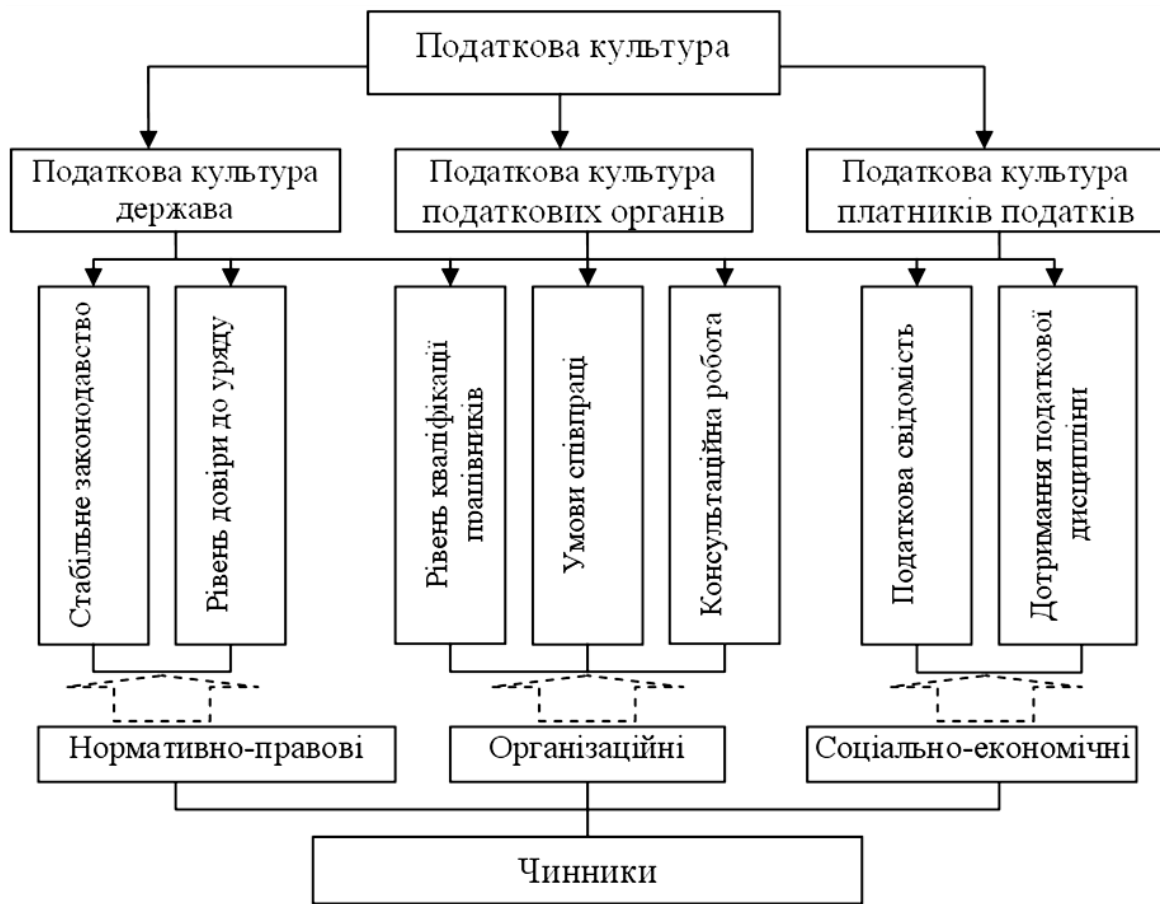 Податкова культура
Податкова культура
держава
Податкова культура
податкових органів
Податкова культура
платників податків
Стабільне законодавство
Рівень довіри до уряду
Рівень кваліфікації
працівників
Умови співпраці
Консультаційна робота
Податкова свідомість
Дотримання податкової
дисципліни
Нормативно-правові
Організаційні
Соціально-економічні
Чинники